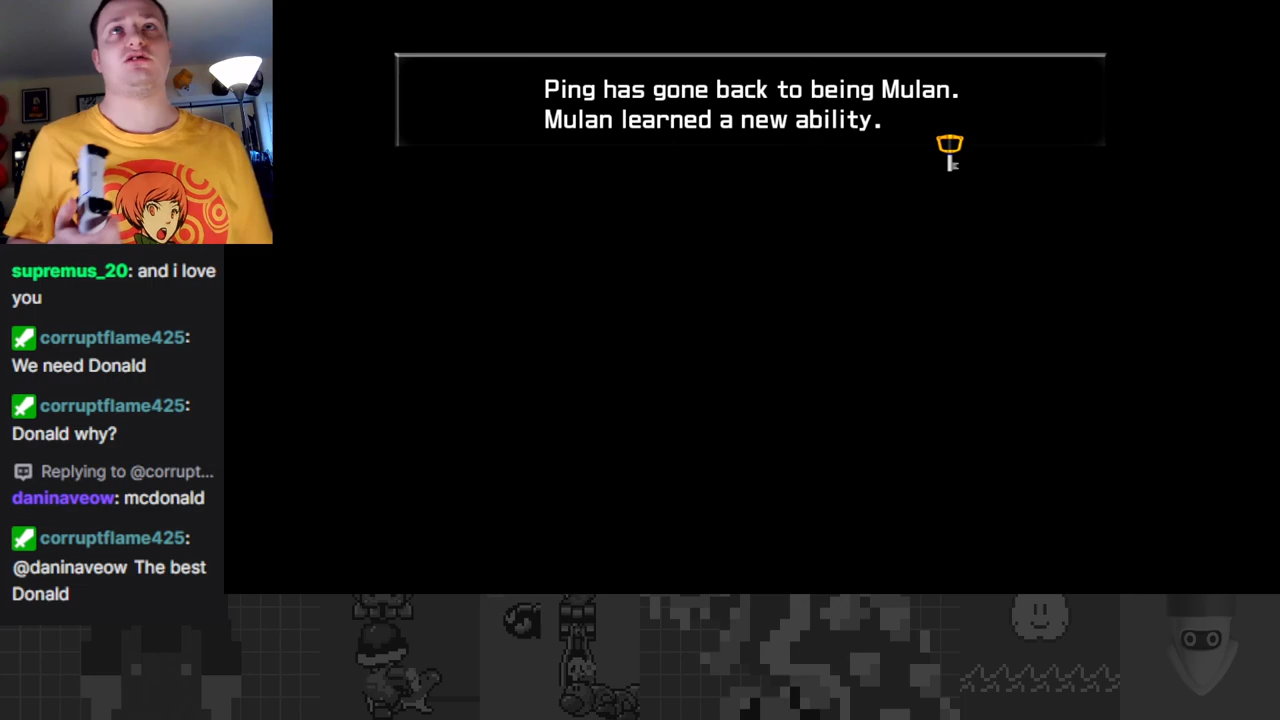 Ping has gone back to being Mulan.
Mulan learned a new ability.
supremus_20: and i love
you
corruptflame425:
We need Donald
corruptflame425:
Donald why?
Replying to @corrupt...
daninaveow: mcdonald
corruptflame425:
@daninaveow The best
Donald